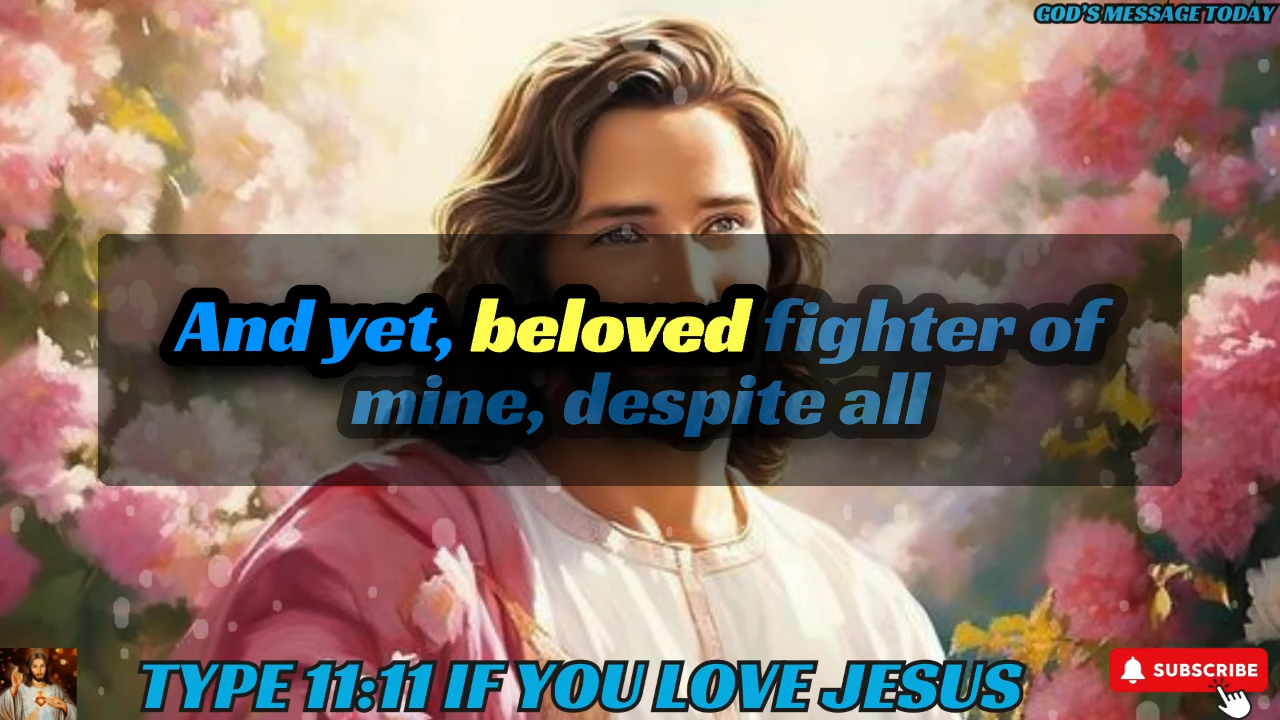 GOD'S MESSAGE TODAY
And yet, beloved fighter of
mine, despite all
TYPE 11:11 IF YOU LOVE JESUS
SUBSCRIBE